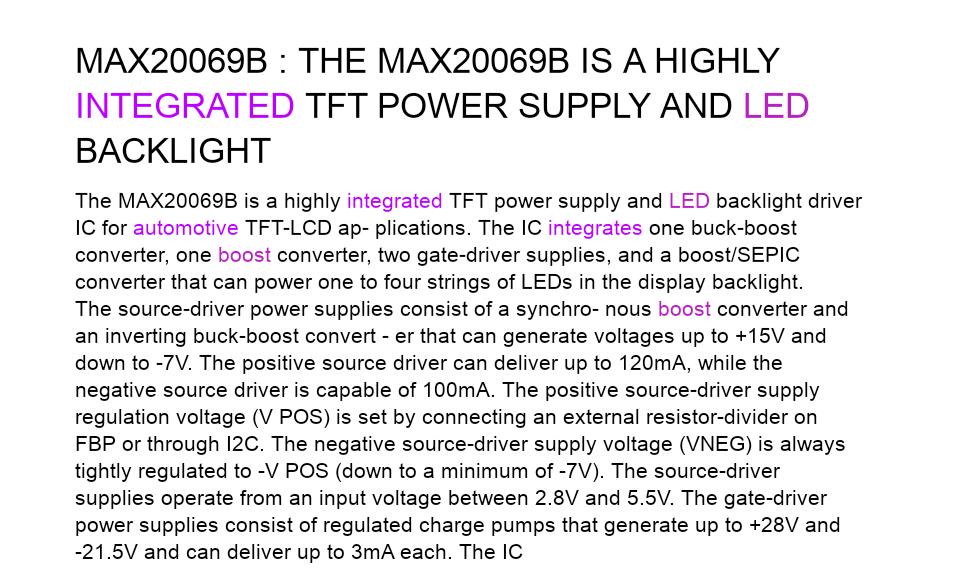 MAX20069B : THE MAX20069B IS A HIGHLY
INTEGRATED TFT POWER SUPPLY AND LED
BACKLIGHT
The MAX20069B is a highly integrated TFT power supply and LED backlight driver
IC for automotive TFT-LCD ap- plications. The IC integrates one buck-boost
converter, one boost converter, two gate-driver supplies, and a boost/SEPIC
converter that can power one to four strings of LEDs in the display backlight.
The source-driver power supplies consist of a synchro- nous boost converter and
an inverting buck-boost convert - er that can generate voltages up to +15V and
down to -7V. The positive source driver can deliver up to 120mA, while the
negative source driver is capable of 100mA. The positive source-driver supply
regulation voltage (V POS) is set by connecting an external resistor-divider on
FBP or through I2C. The negative source-driver supply voltage (VNEG) is always
tightly regulated to -V POS (down to a minimum of -7V). The source-driver
supplies operate from an input voltage between 2.8V and 5.5V. The gate-driver
power supplies consist of regulated charge pumps that generate up to +28V and
-21.5V and can deliver up to 3mA each. The IC